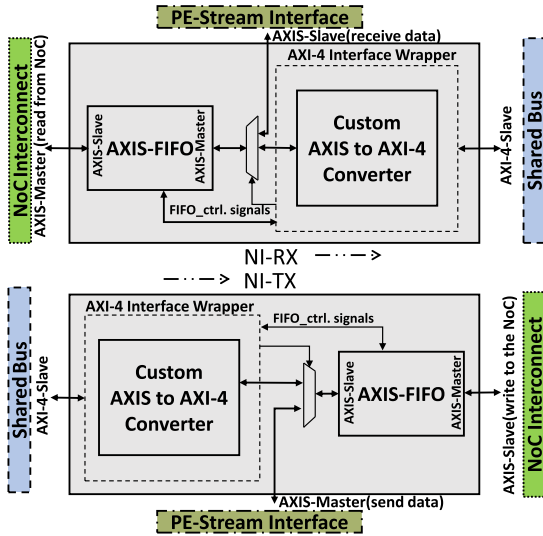 PE-Stream Interface
AXIS-Slave(receive data)
AXI-4 Interface Wrapper
NoC Interconnect
AXIS-Master (read from NoC)
AXIS-Slave
AXIS-FIFO
AXIS-Master
Custom
AXIS to AXI-4
Converter
AXI-4-Slave
Shared Bus
FIFO_ctrl. signals
NI-RX
NI-TX
Shared Bus
AXI-4-Slave
AXI-4 Interface Wrapper
FIFO_ctrl. signals
Custom
AXIS to AXI-4
Converter
AXIS-Slave
AXIS-FIFO
AXIS-Master
AXIS-Slave(write to the NoC)
NoC Interconnect
AXIS-Master(send data)
PE-Stream Interface